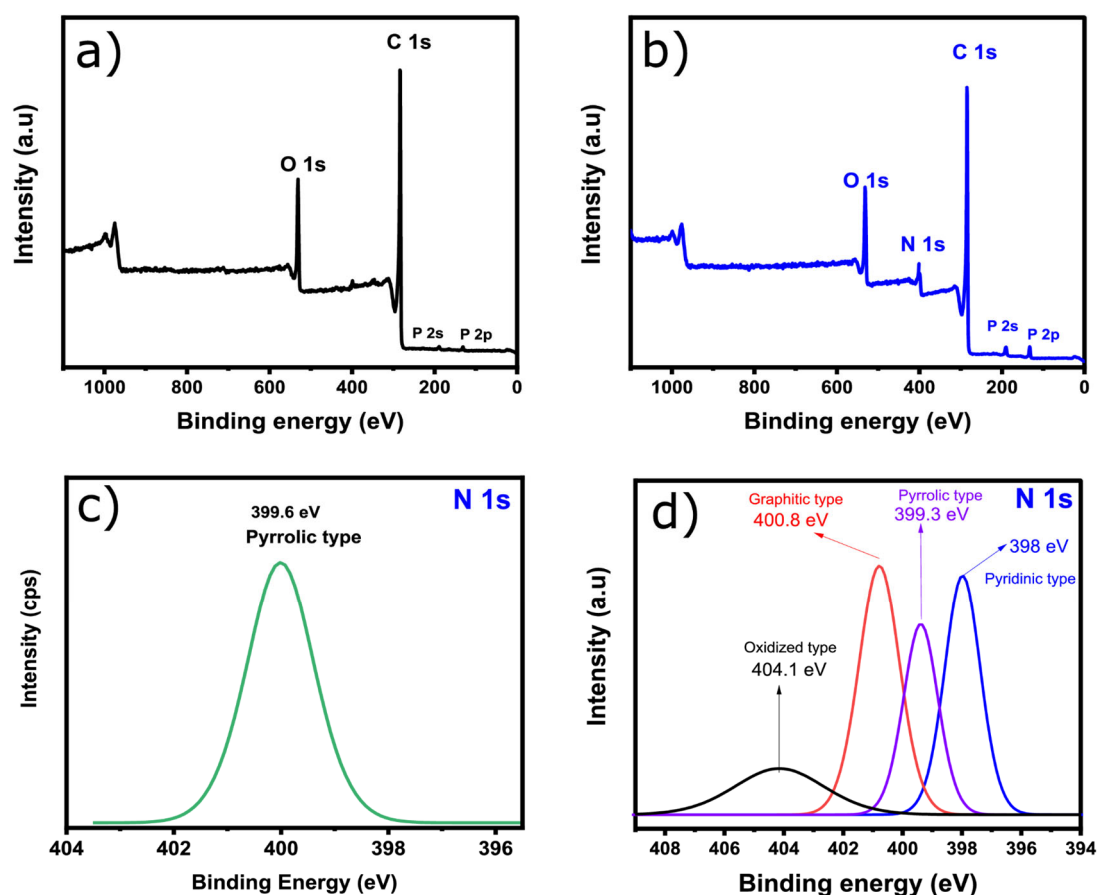 a)
C 1s
O 1s
P 2s
P 2p
Intensity (a.u)
1000
800
600
400
200
0
Binding energy (eV)
b)
C 1s
O 1s
N 1s
P 2s
P 2p
Intensity (a.u)
1000
800
600
400
200
0
Binding energy (eV)
c)
N 1s
399.6 eV
Pyrrolic type
Intensity (cps)
404
402
400
398
396
Binding Energy (eV)
d)
N 1s
Graphitic type
400.8 eV
Pyrrolic type
399.3 eV
398 eV
Pyridinic type
Oxidized type
404.1 eV
Intensity (a.u)
408
406
404
402
400
398
396
394
Binding energy (eV)